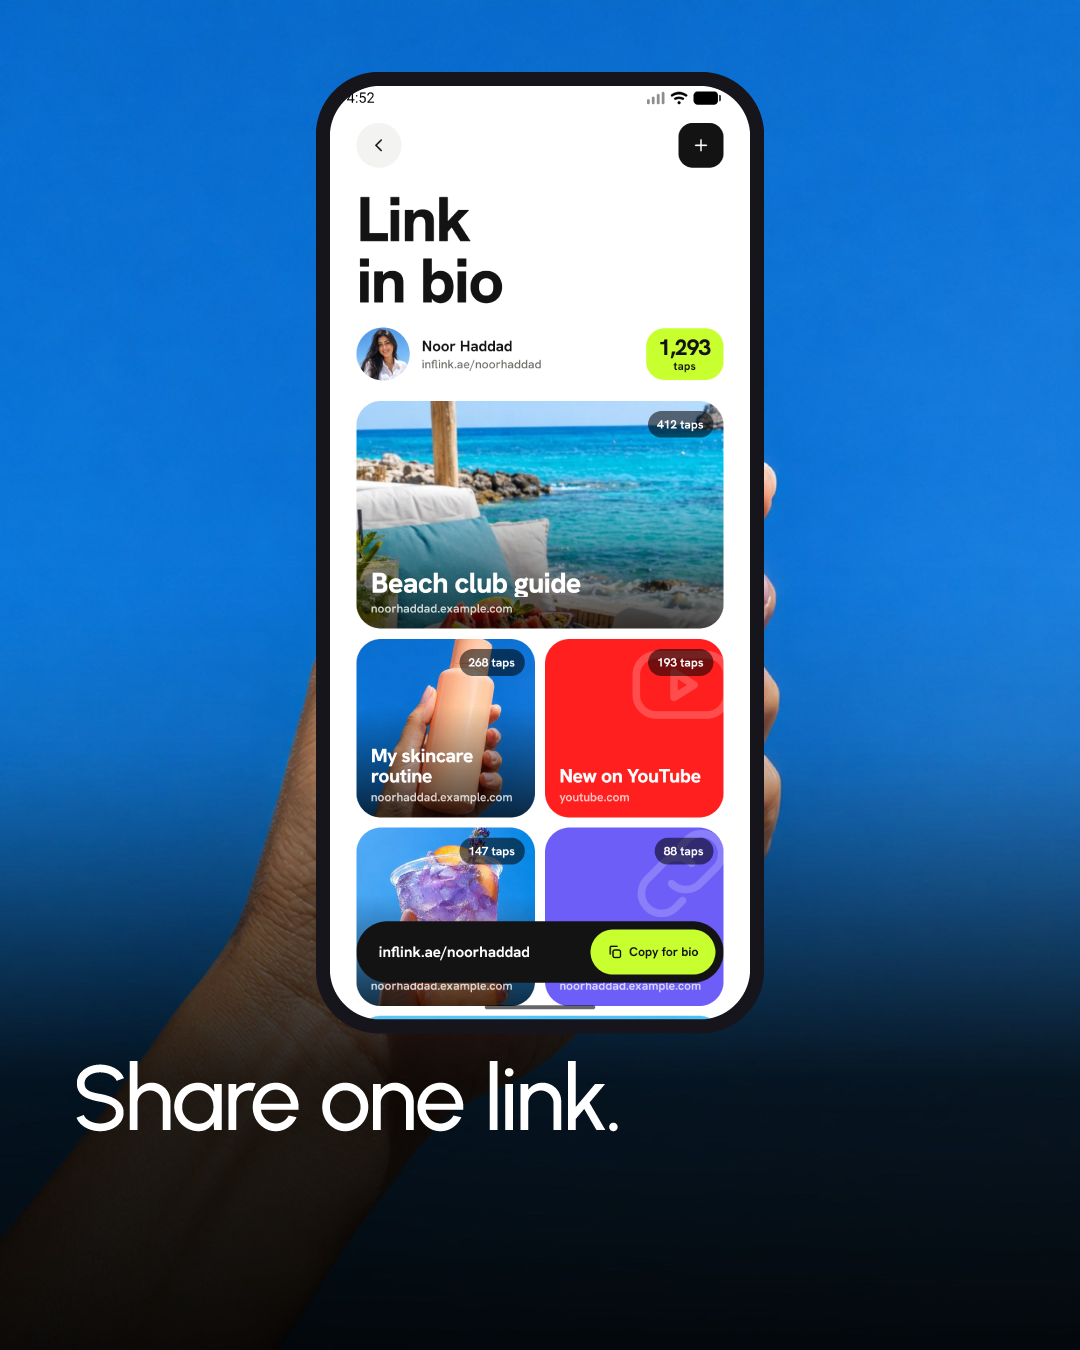 4:52
Link
in bio
Noor Haddad
inflink.ae/noorhaddad
1,293
taps
412 taps
Beach club guide
noorhaddad.example.com
268 taps
My skincare
routine
noorhaddad.example.com
193 taps
New on YouTube
youtube.com
147 taps
88 taps
inflink.ae/noorhaddad
Copy for bio
noorhaddad.example.com
noorhaddad.example.com
Share one link.